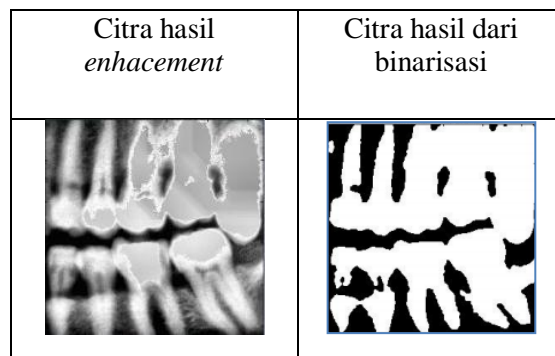 Citra hasil
enhacement
Citra hasil dari
binarisasi